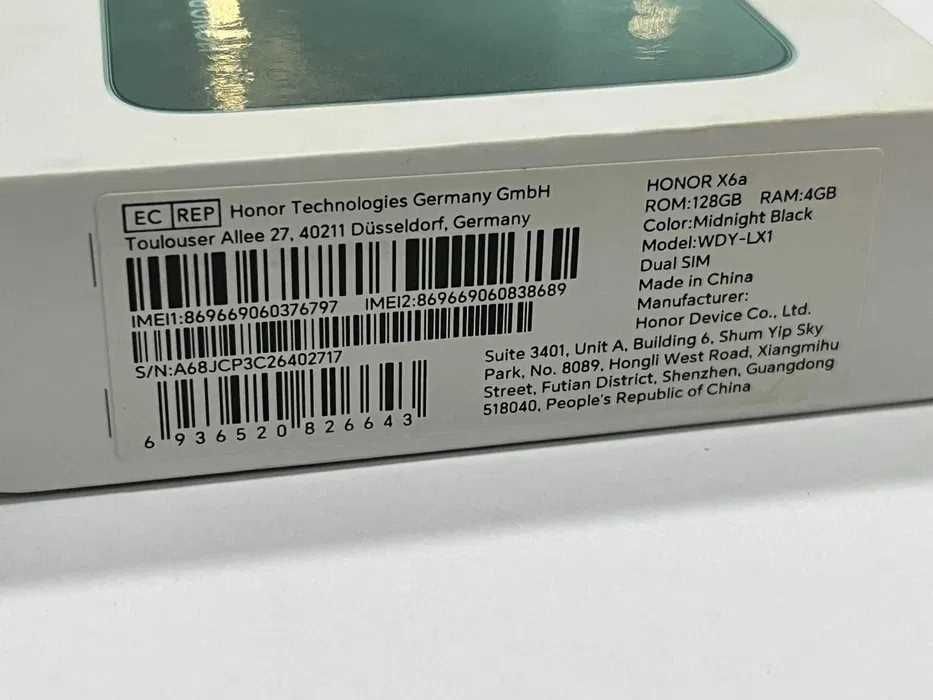 HONOR
EC REP Honor Technologies Germany GmbH
Toulouser Allee 27, 40211 Düsseldorf, Germany
IMEI1:869669060376797 IMEI2:869669060838689
S/N:A68JCP3C26402717
6 936520 826643
HONOR X6a
ROM:128GB RAM:4GB
Color:Midnight Black
Model:WDY-LX1
Dual SIM
Made in China
Manufacturer:
Honor Device Co., Ltd.
Suite 3401, Unit A, Building 6, Shum Yip Sky
Park, No. 8089, Hongli West Road, Xiangmihu
Street, Futian District, Shenzhen, Guangdong
518040, People's Republic of China